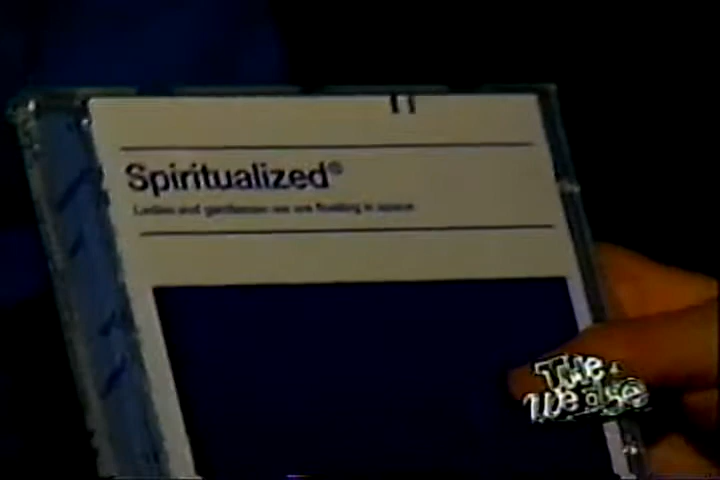 Spiritualized®
Ladies and gentlemen we are floating in space
The
Wedge